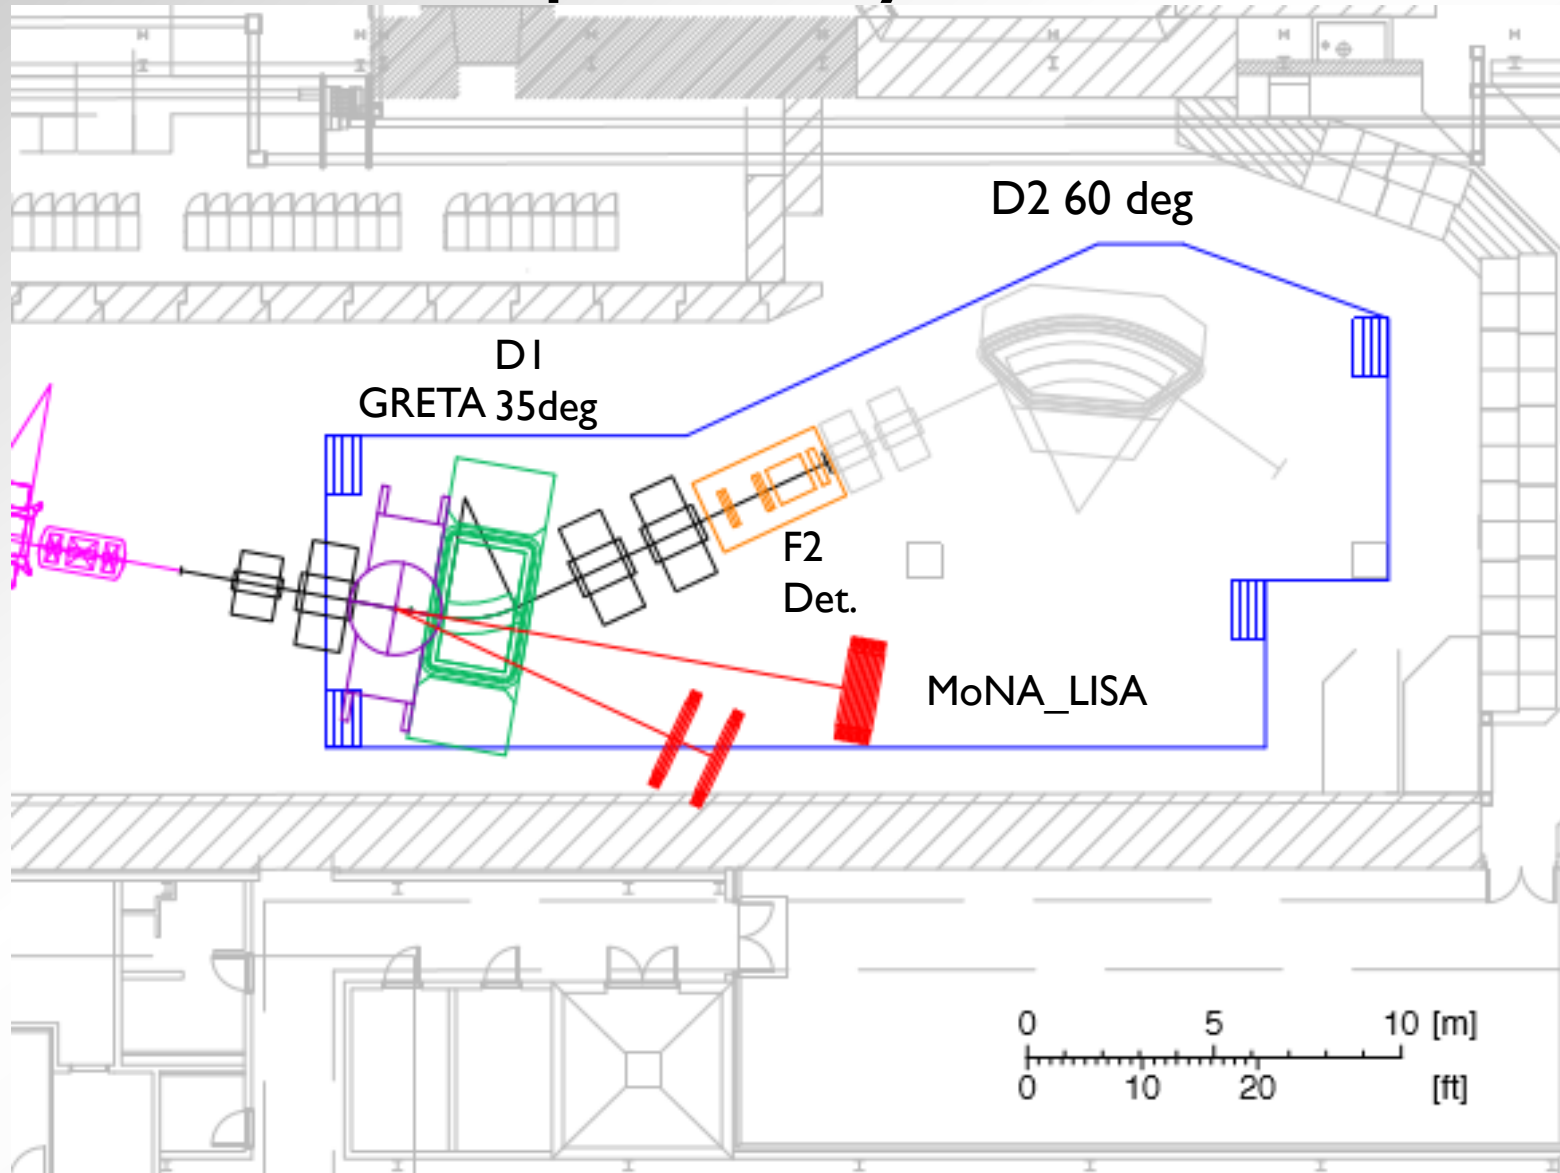 D2 60 deg
D1
GRETA 35deg
F2
Det.
MoNA_LISA
0 5 10 [m]
0 10 20 [ft]